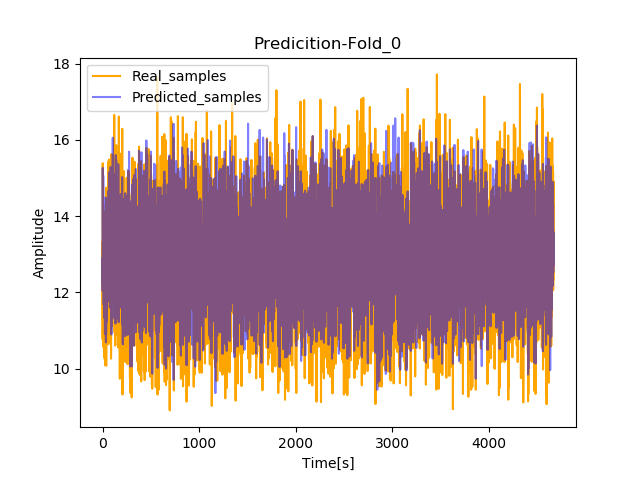 Predicition-Fold_0
Real_samples
Predicted_samples
18
16
14
12
10
Amplitude
0
1000
2000
3000
4000
Time[s]